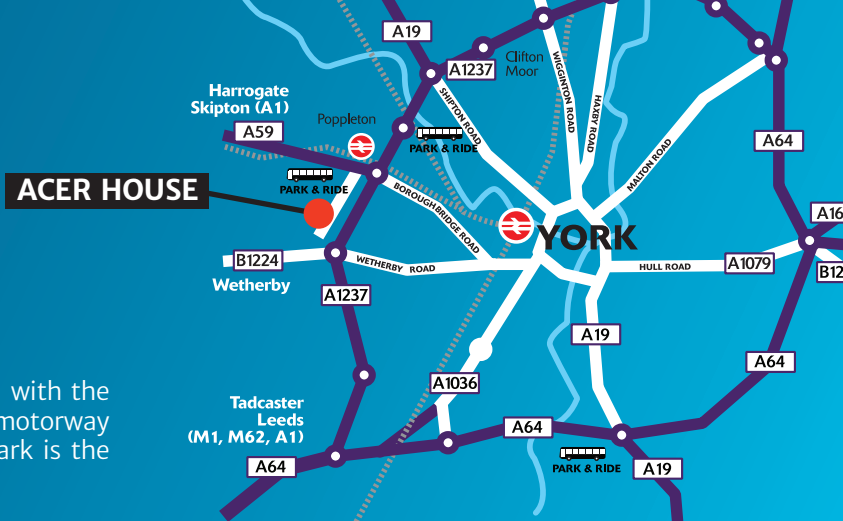 A19
A1237
Clifton
Moor
WIGGINTON ROAD
HAXBY ROAD
SHIPTON ROAD
Harrogate
Skipton (A1)
A59
Poppleton
PARK & RIDE
A64
MALTON ROAD
PARK & RIDE
ACER HOUSE
BOROUGHBRIDGE ROAD
YORK
B1224
Wetherby
WETHERBY ROAD
HULL ROAD
A1079
A1237
A19
A64
A1036
with the
motorway
ark is the
Tadcaster
Leeds
(M1, M62, A1)
A64
A64
PARK & RIDE
A19